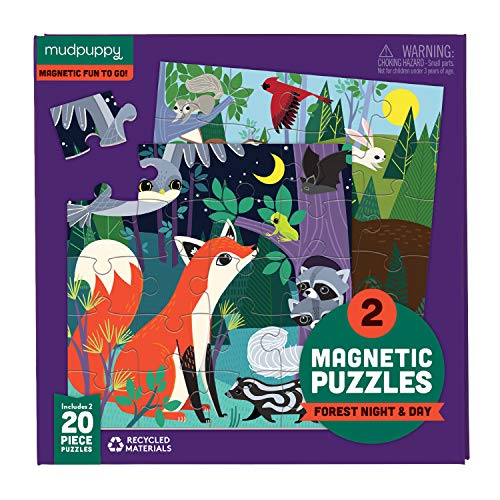 mudpuppy
MAGNETIC FUN TO GO!
WARNING:
CHOKING HAZARD - Small parts.
Not for children under 3 years of age.
2
MAGNETIC
PUZZLES
FOREST NIGHT & DAY
Includes 2
20
PIECE
PUZZLES
RECYCLED
MATERIALS